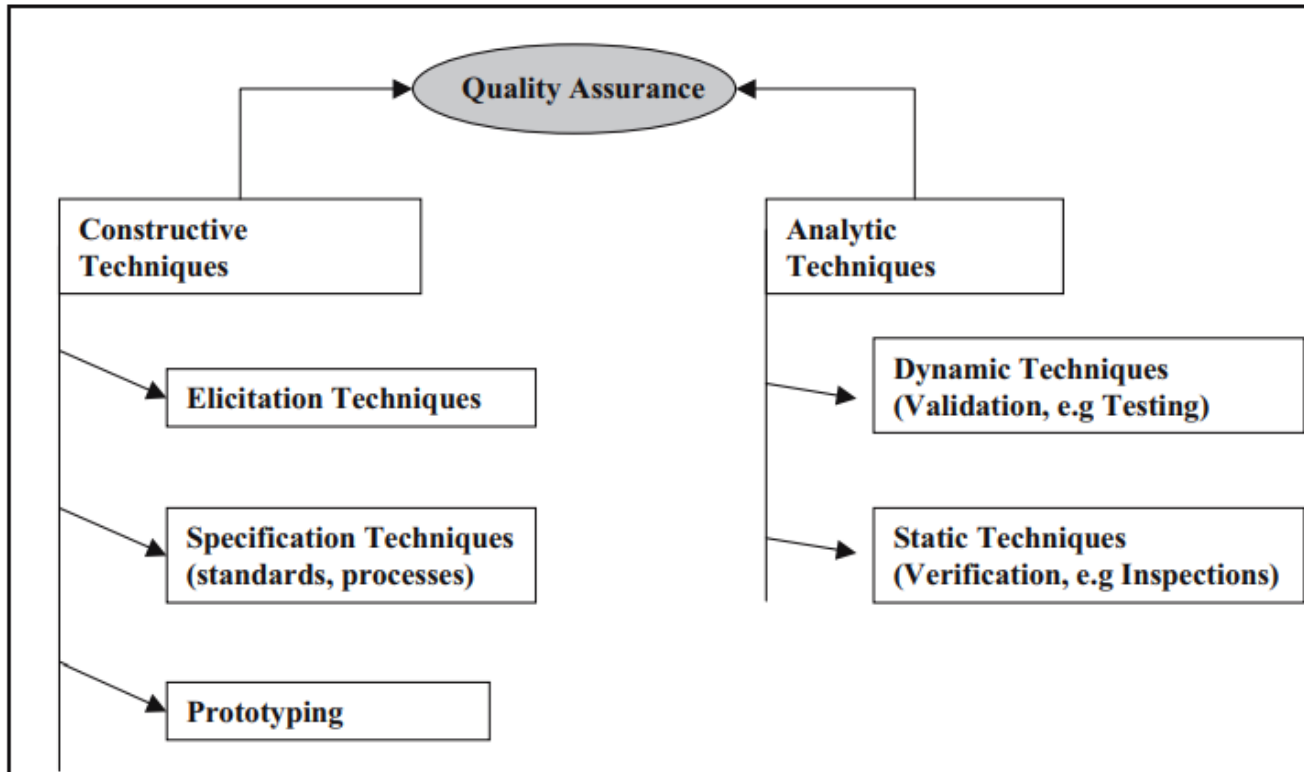 Quality Assurance
Constructive
Techniques
Analytic
Techniques
Elicitation Techniques
Dynamic Techniques
(Validation, e.g Testing)
Specification Techniques
(standards, processes)
Static Techniques
(Verification, e.g Inspections)
Prototyping